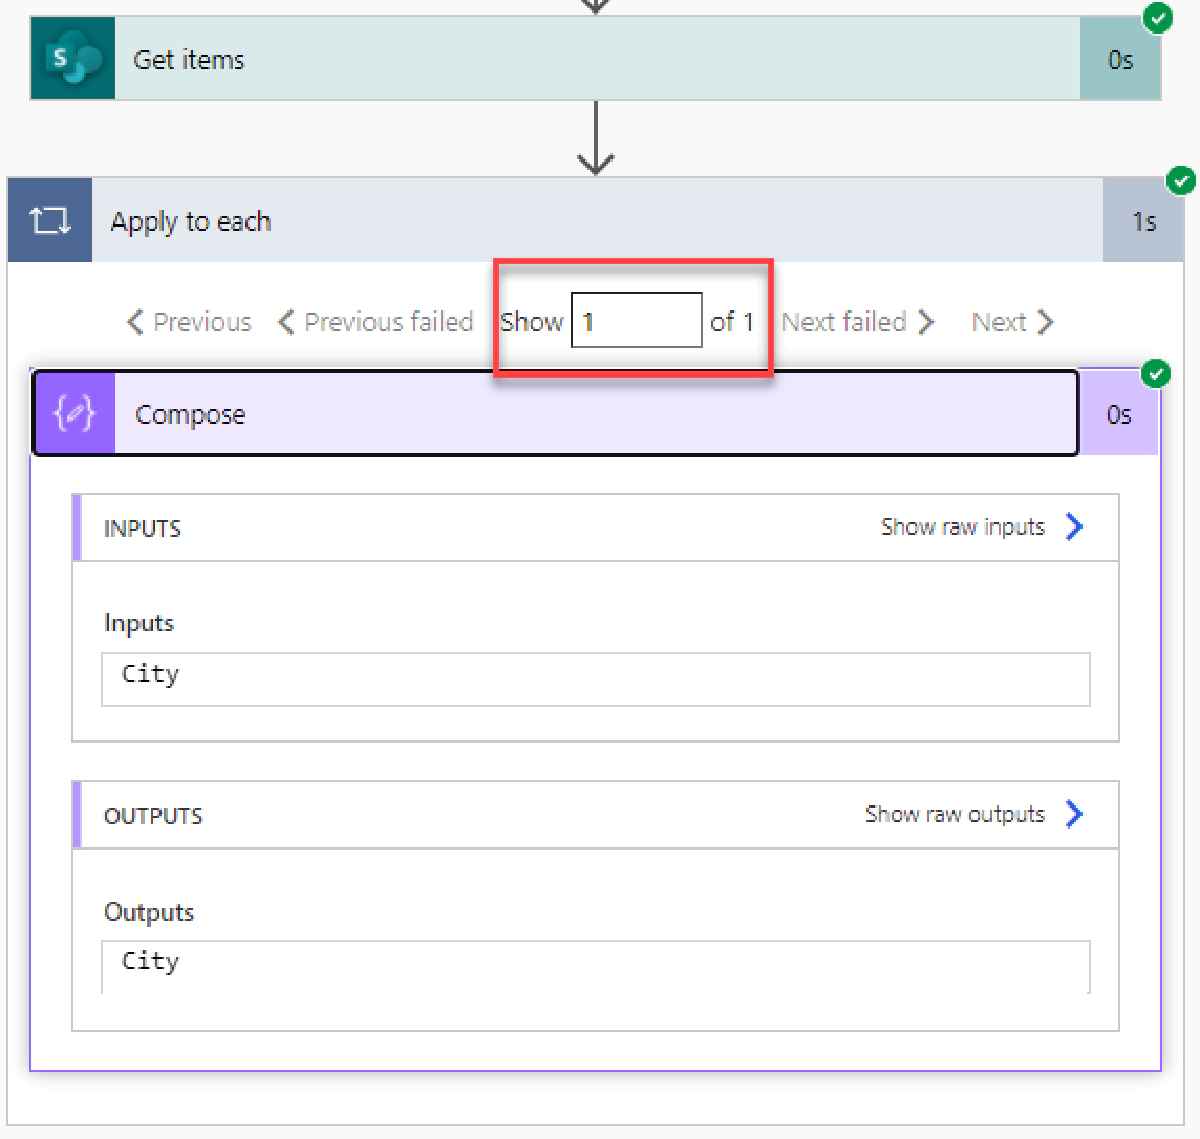 S
Get items
0s
Apply to each
1s
Previous Previous failed Show 1 of 1 Next failed Next
Compose
0s
INPUTS
Show raw inputs
Inputs
City
OUTPUTS
Show raw outputs
Outputs
City